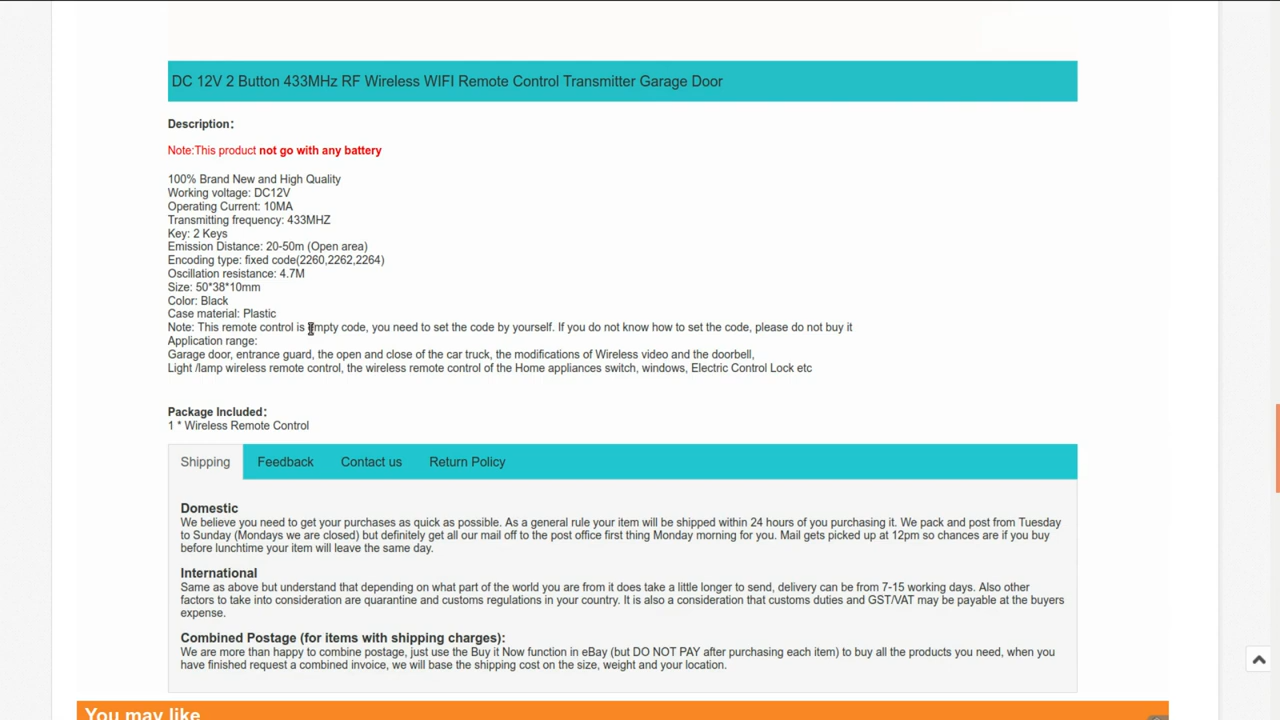 DC 12V 2 Button 433MHz RF Wireless WIFI Remote Control Transmitter Garage Door
Description：
Note:This product not go with any battery
100% Brand New and High Quality
Working voltage: DC12V
Operating Current: 10MA
Transmitting frequency: 433MHZ
Key: 2 Keys
Emission Distance: 20-50m (Open area)
Encoding type: fixed code(2260,2262,2264)
Oscillation resistance: 4.7M
Size: 50*38*10mm
Color: Black
Case material: Plastic
Note: This remote control is empty code, you need to set the code by yourself. If you do not know how to set the code, please do not buy it
Application range:
Garage door, entrance guard, the open and close of the car truck, the modifications of Wireless video and the doorbell,
Light /lamp wireless remote control, the wireless remote control of the Home appliances switch, windows, Electric Control Lock etc
Package Included：
1 * Wireless Remote Control
Shipping Feedback Contact us Return Policy
Domestic
We believe you need to get your purchases as quick as possible. As a general rule your item will be shipped within 24 hours of you purchasing it. We pack and post from Tuesday
to Sunday (Mondays we are closed) but definitely get all our mail off to the post office first thing Monday morning for you. Mail gets picked up at 12pm so chances are if you buy
before lunchtime your item will leave the same day.
International
Same as above but understand that depending on what part of the world you are from it does take a little longer to send, delivery can be from 7-15 working days. Also other
factors to take into consideration are quarantine and customs regulations in your country. It is also a consideration that customs duties and GST/VAT may be payable at the buyers
expense.
Combined Postage (for items with shipping charges):
We are more than happy to combine postage, just use the Buy it Now function in eBay (but DO NOT PAY after purchasing each item) to buy all the products you need, when you
have finished request a combined invoice, we will base the shipping cost on the size, weight and your location.
You may like